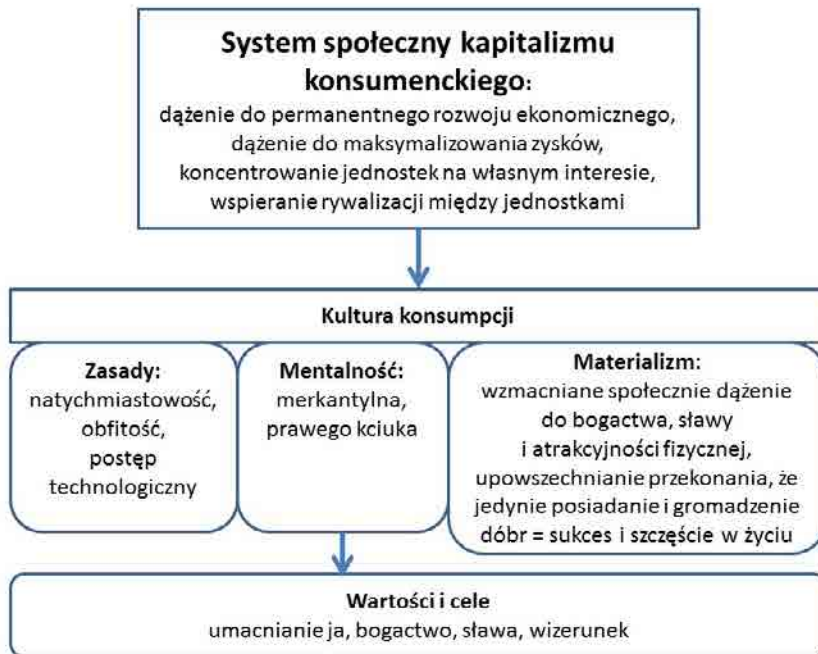 System społeczny kapitalizmu
konsumenckiego:
dążenie do permanentnego rozwoju ekonomicznego,
dążenie do maksymalizowania zysków,
koncentrowanie jednostek na własnym interesie,
wspieranie rywalizacji między jednostkami
Kultura konsumpcji
Zasady:
natychmiastowość,
obfitość,
postęp
technologiczny
Mentalność:
merkantylna,
prawego kciuka
Materializm:
wzmacniane społecznie dążenie
do bogactwa, sławy
i atrakcyjności fizycznej,
upowszechnianie przekonania, że
jedynie posiadanie i gromadzenie
dóbr = sukces i szczęście w życiu
Wartości i cele
umacnianie ja, bogactwo, sława, wizerunek